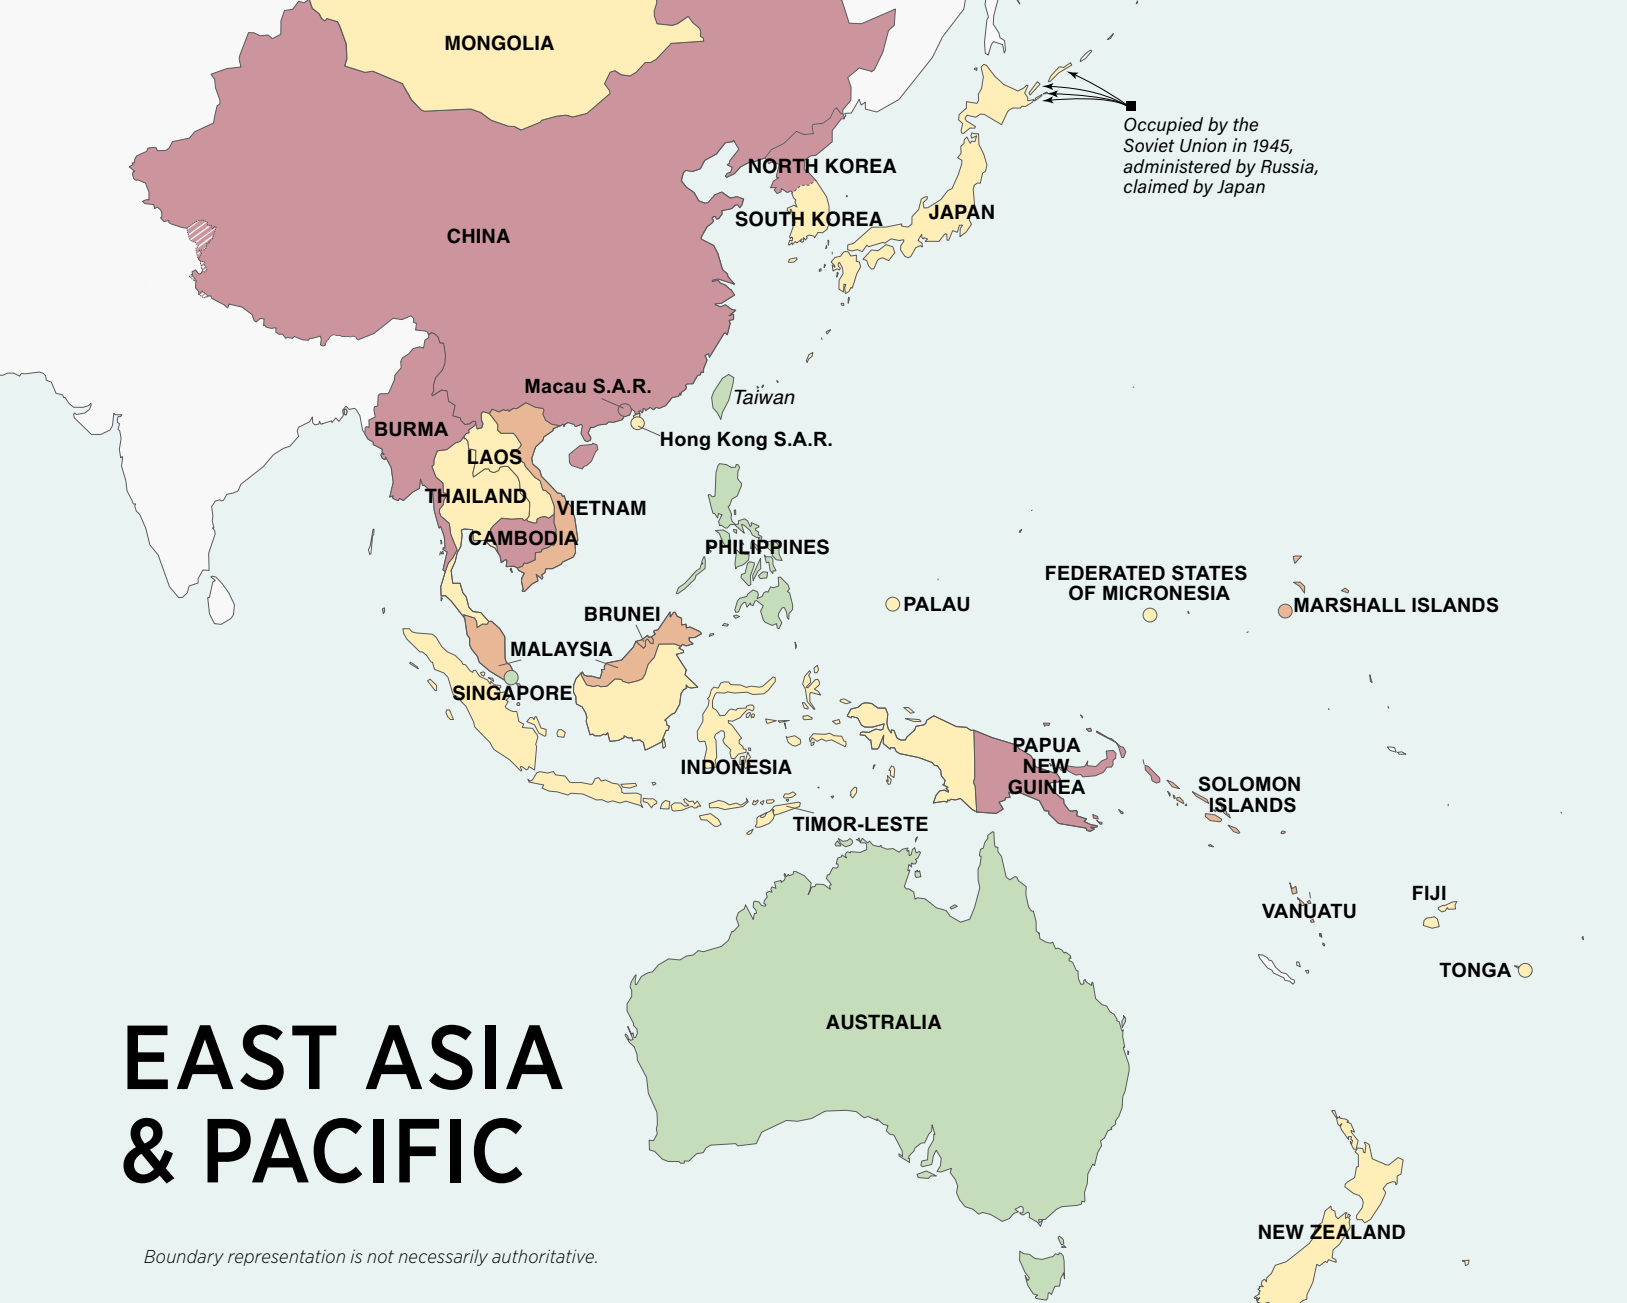 MONGOLIA
Occupied by the
Soviet Union in 1945,
administered by Russia,
claimed by Japan
NORTH KOREA
SOUTH KOREA
JAPAN
CHINA
Macau S.A.R.
Taiwan
Hong Kong S.A.R.
BURMA
LAOS
THAILAND
VIETNAM
CAMBODIA
PHILIPPINES
FEDERATED STATES
OF MICRONESIA
PALAU
MARSHALL ISLANDS
BRUNEI
MALAYSIA
SINGAPORE
INDONESIA
PAPUA
NEW
GUINEA
SOLOMON
ISLANDS
TIMOR-LESTE
FIJI
VANUATU
TONGA
AUSTRALIA
EAST ASIA
& PACIFIC
NEW ZEALAND
Boundary representation is not necessarily authoritative.